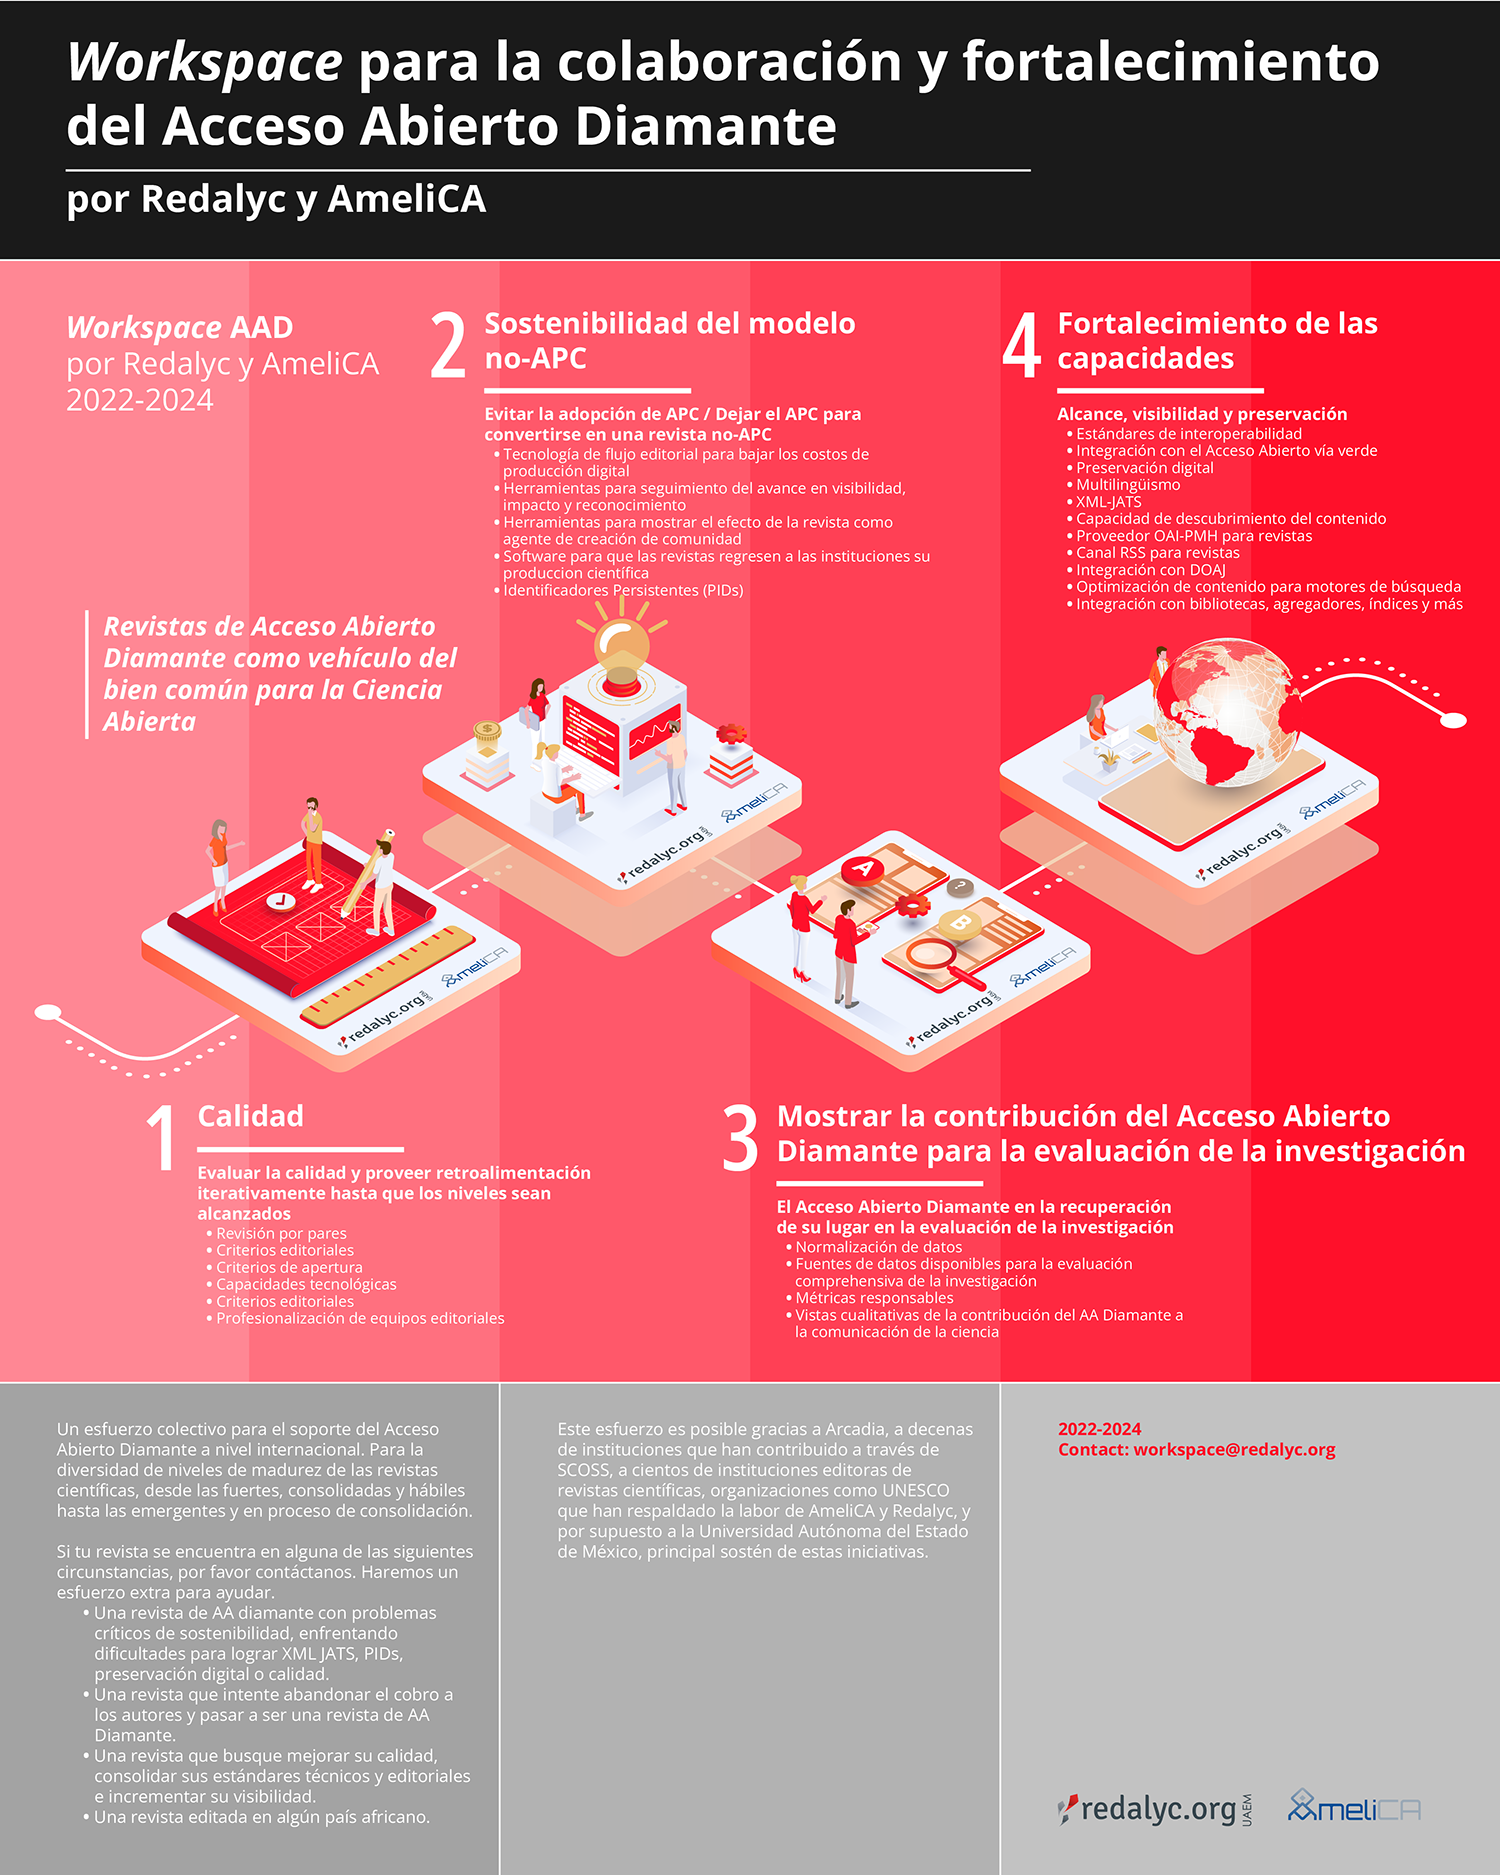 Workspace para la colaboración y fortalecimiento
del Acceso Abierto Diamante
por Redalyc y AmeliCA
Workspace AAD
por Redalyc y AmeliCA
2022-2024
2
Sostenibilidad del modelo
no-APC
Evitar la adopción de APC / Dejar el APC para
convertirse en una revista no-APC
• Tecnología de flujo editorial para bajar los costos de
producción digital
• Herramientas para seguimiento del avance en visibilidad,
impacto y reconocimiento
• Herramientas para mostrar el efecto de la revista como
agente de creación de comunidad
• Software para que las revistas regresen a las instituciones su
produccion científica
• Identificadores Persistentes (PIDs)
4
Fortalecimiento de las
capacidades
Alcance, visibilidad y preservación
• Estándares de interoperabilidad
• Integración con el Acceso Abierto vía verde
• Preservación digital
• Multilingüismo
• XML-JATS
• Capacidad de descubrimiento del contenido
• Proveedor OAI-PMH para revistas
• Canal RSS para revistas
• Integración con DOAJ
• Optimización de contenido para motores de búsqueda
• Integración con bibliotecas, agregadores, índices y más
Revistas de Acceso Abierto
Diamante como vehículo del
bien común para la Ciencia
Abierta
$
AmeliCA
redalyc.org UAEM
AmeliCA
redalyc.org UAEM
A
?
B
AmeliCA
redalyc.org UAEM
AmeliCA
redalyc.org UAEM
1
Calidad
Evaluar la calidad y proveer retroalimentación
iterativamente hasta que los niveles sean
alcanzados
• Revisión por pares
• Criterios editoriales
• Criterios de apertura
• Capacidades tecnológicas
• Criterios editoriales
• Profesionalización de equipos editoriales
3
Mostrar la contribución del Acceso Abierto
Diamante para la evaluación de la investigación
El Acceso Abierto Diamante en la recuperación
de su lugar en la evaluación de la investigación
• Normalización de datos
• Fuentes de datos disponibles para la evaluación
comprehensiva de la investigación
• Métricas responsables
• Vistas cualitativas de la contribución del AA Diamante a
la comunicación de la ciencia
Un esfuerzo colectivo para el soporte del Acceso
Abierto Diamante a nivel internacional. Para la
diversidad de niveles de madurez de las revistas
científicas, desde las fuertes, consolidadas y hábiles
hasta las emergentes y en proceso de consolidación.
Si tu revista se encuentra en alguna de las siguientes
circunstancias, por favor contáctanos. Haremos un
esfuerzo extra para ayudar.
• Una revista de AA diamante con problemas
críticos de sostenibilidad, enfrentando
dificultades para lograr XML JATS, PIDs,
preservación digital o calidad.
• Una revista que intente abandonar el cobro a
los autores y pasar a ser una revista de AA
Diamante.
• Una revista que busque mejorar su calidad,
consolidar sus estándares técnicos y editoriales
e incrementar su visibilidad.
• Una revista editada en algún país africano.
Este esfuerzo es posible gracias a Arcadia, a decenas
de instituciones que han contribuido a través de
SCOSS, a cientos de instituciones editoras de
revistas científicas, organizaciones como UNESCO
que han respaldado la labor de AmeliCA y Redalyc, y
por supuesto a la Universidad Autónoma del Estado
de México, principal sostén de estas iniciativas.
2022-2024
Contact: workspace@redalyc.org
redalyc.org UAEM
AmeliCA